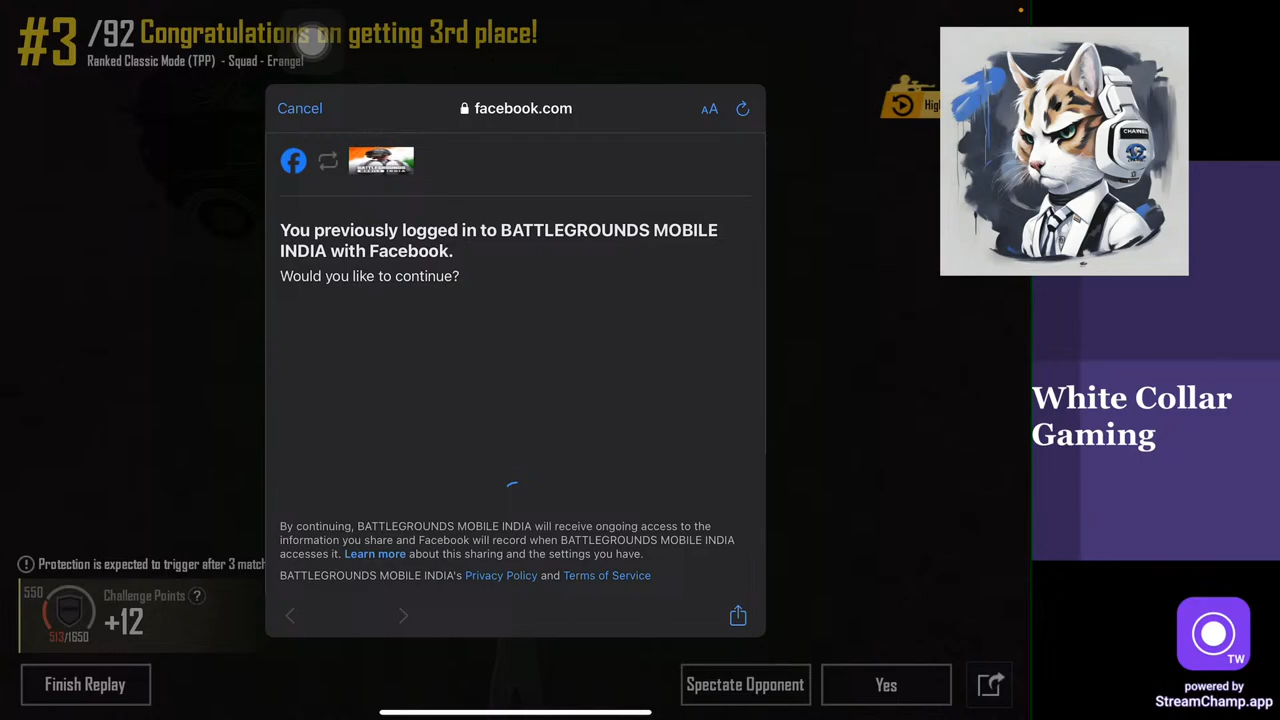 #3 /92 Congratulations on getting 3rd place!
Ranked Classic Mode (TPP) - Squad - Erangel
Cancel
facebook.com
AA
High
CHAINEL
BATTLEGROUNDS
MOBILE INDIA
You previously logged in to BATTLEGROUNDS MOBILE
INDIA with Facebook.
Would you like to continue?
White Collar
Gaming
By continuing, BATTLEGROUNDS MOBILE INDIA will receive ongoing access to the
information you share and Facebook will record when BATTLEGROUNDS MOBILE INDIA
accesses it. Learn more about this sharing and the settings you have.
BATTLEGROUNDS MOBILE INDIA's Privacy Policy and Terms of Service
Protection is expected to trigger after 3 match
550
Challenge Points ?
+12
513/1650
Finish Replay
Spectate Opponent
Yes
TW
powered by
StreamChamp.app